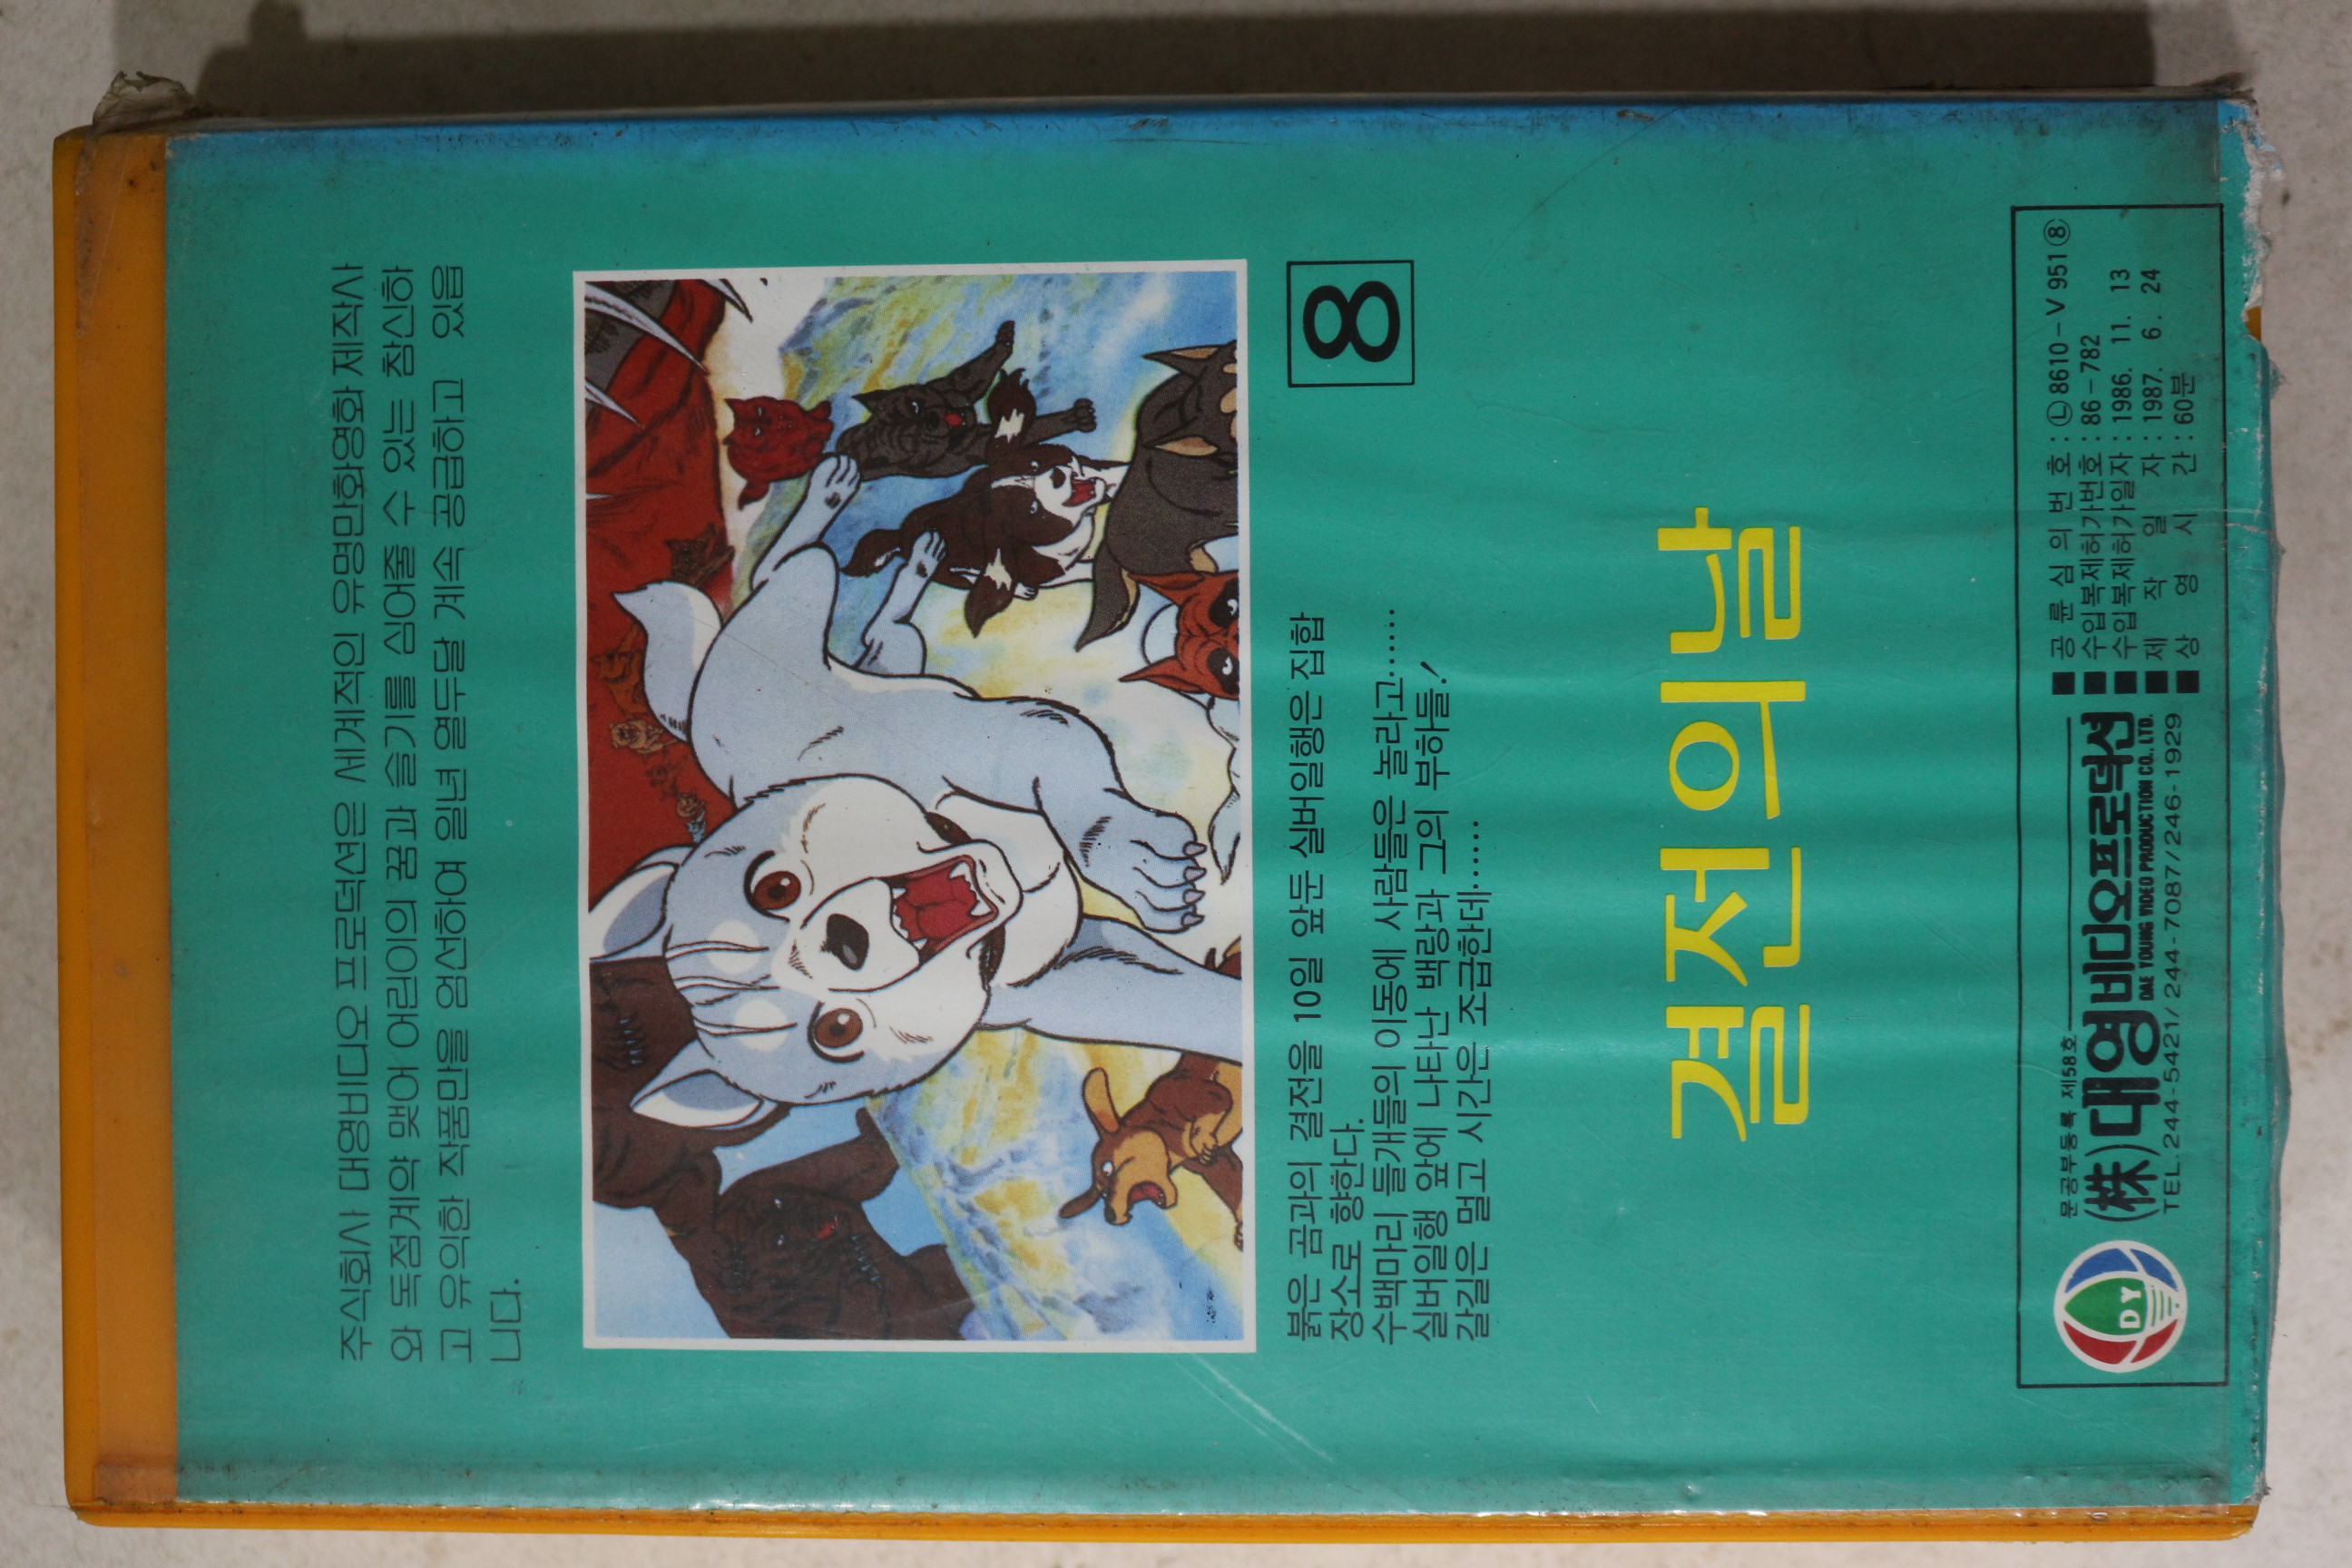 주식회사 대영비디오 프로덕션은 세계적인 유명만화영화 제작사
와 독점계약 맺어 어린이의 꿈과 슬기를 심어줄 수 있는 참신하
고 유익한 작품만을 엄선하여 일년 열두달 계속 공급하고 있읍
니다.
8
붉은 곰과의 결전을 10일 앞둔 실버일행은 집합
장소로 향한다.
수백마리 들개들의 이동에 사람들은 놀라고……
실버일행 앞에 나타난 백랑과 그의 부하들!
갈길은 멀고 시간은 조급한데……
결전의날
문공부등록 제58호
(株)대영비디오프로덕션
DAE YOUNG VIDEO PRODUCTION CO., LTD.
TEL.244-5421/244-7087/246-1929
DY
■공륜심의번호:Ⓛ8610-V951⑧
■수입복제허가번호:86-782
■수입복제허가일자:1986. 11. 13
■제작일자:1987. 6. 24
■상영시간:60분